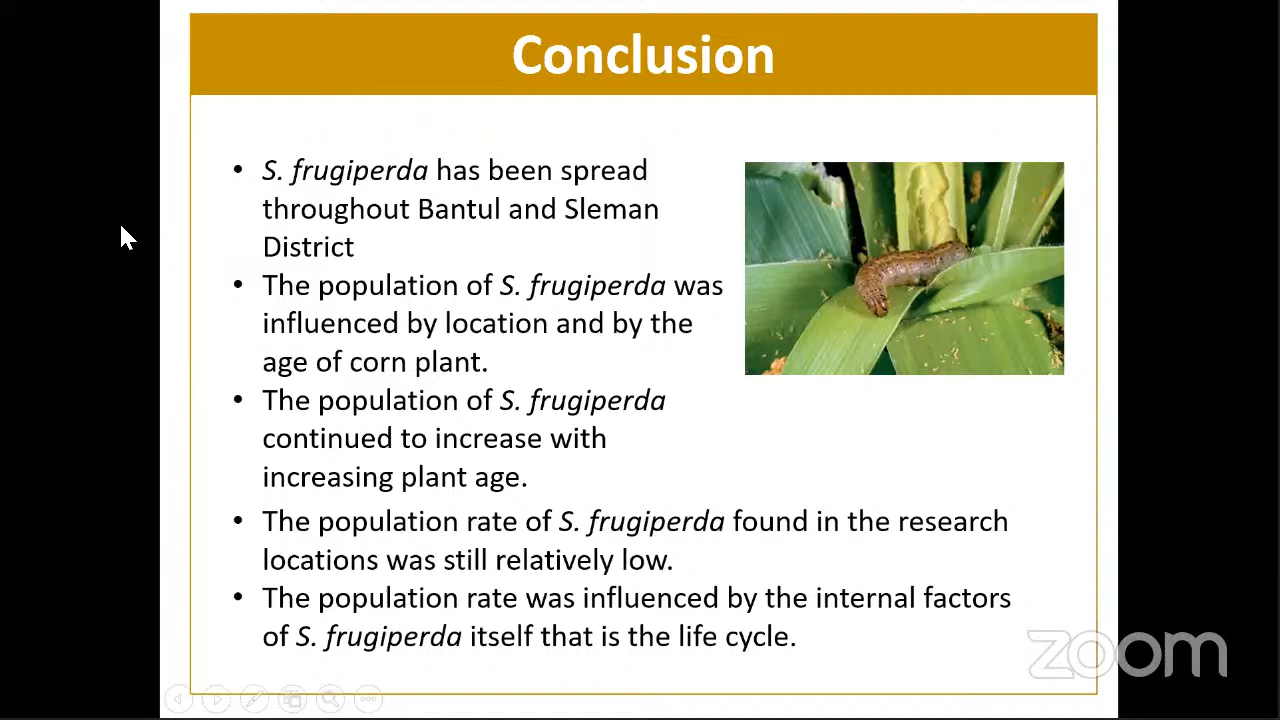 Conclusion
• S. frugiperda has been spread
throughout Bantul and Sleman
District
• The population of S. frugiperda was
influenced by location and by the
age of corn plant.
• The population of S. frugiperda
continued to increase with
increasing plant age.
• The population rate of S. frugiperda found in the research
locations was still relatively low.
• The population rate was influenced by the internal factors
of S. frugiperda itself that is the life cycle.
zoom